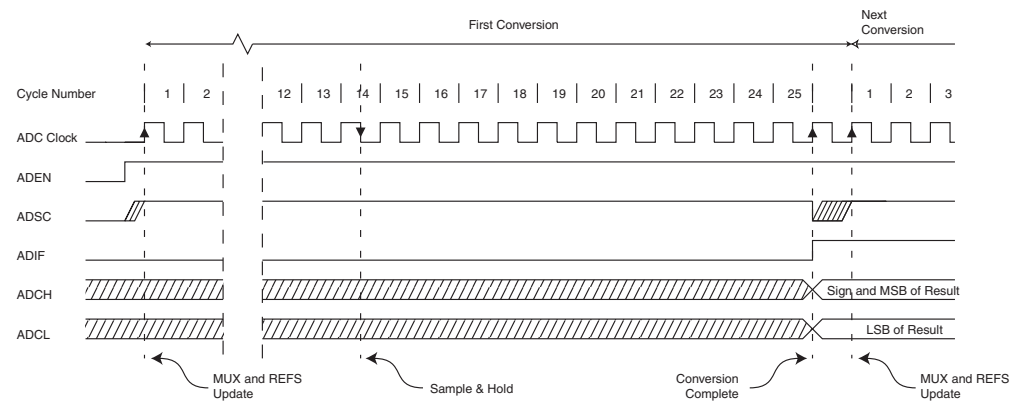 First Conversion
Next
Conversion
Cycle Number 1 2 12 13 14 15 16 17 18 19 20 21 22 23 24 25 1 2 3
ADC Clock
ADEN
ADSC
ADIF
ADCH Sign and MSB of Result
ADCL LSB of Result
MUX and REFS
Update
Sample & Hold
Conversion
Complete
MUX and REFS
Update